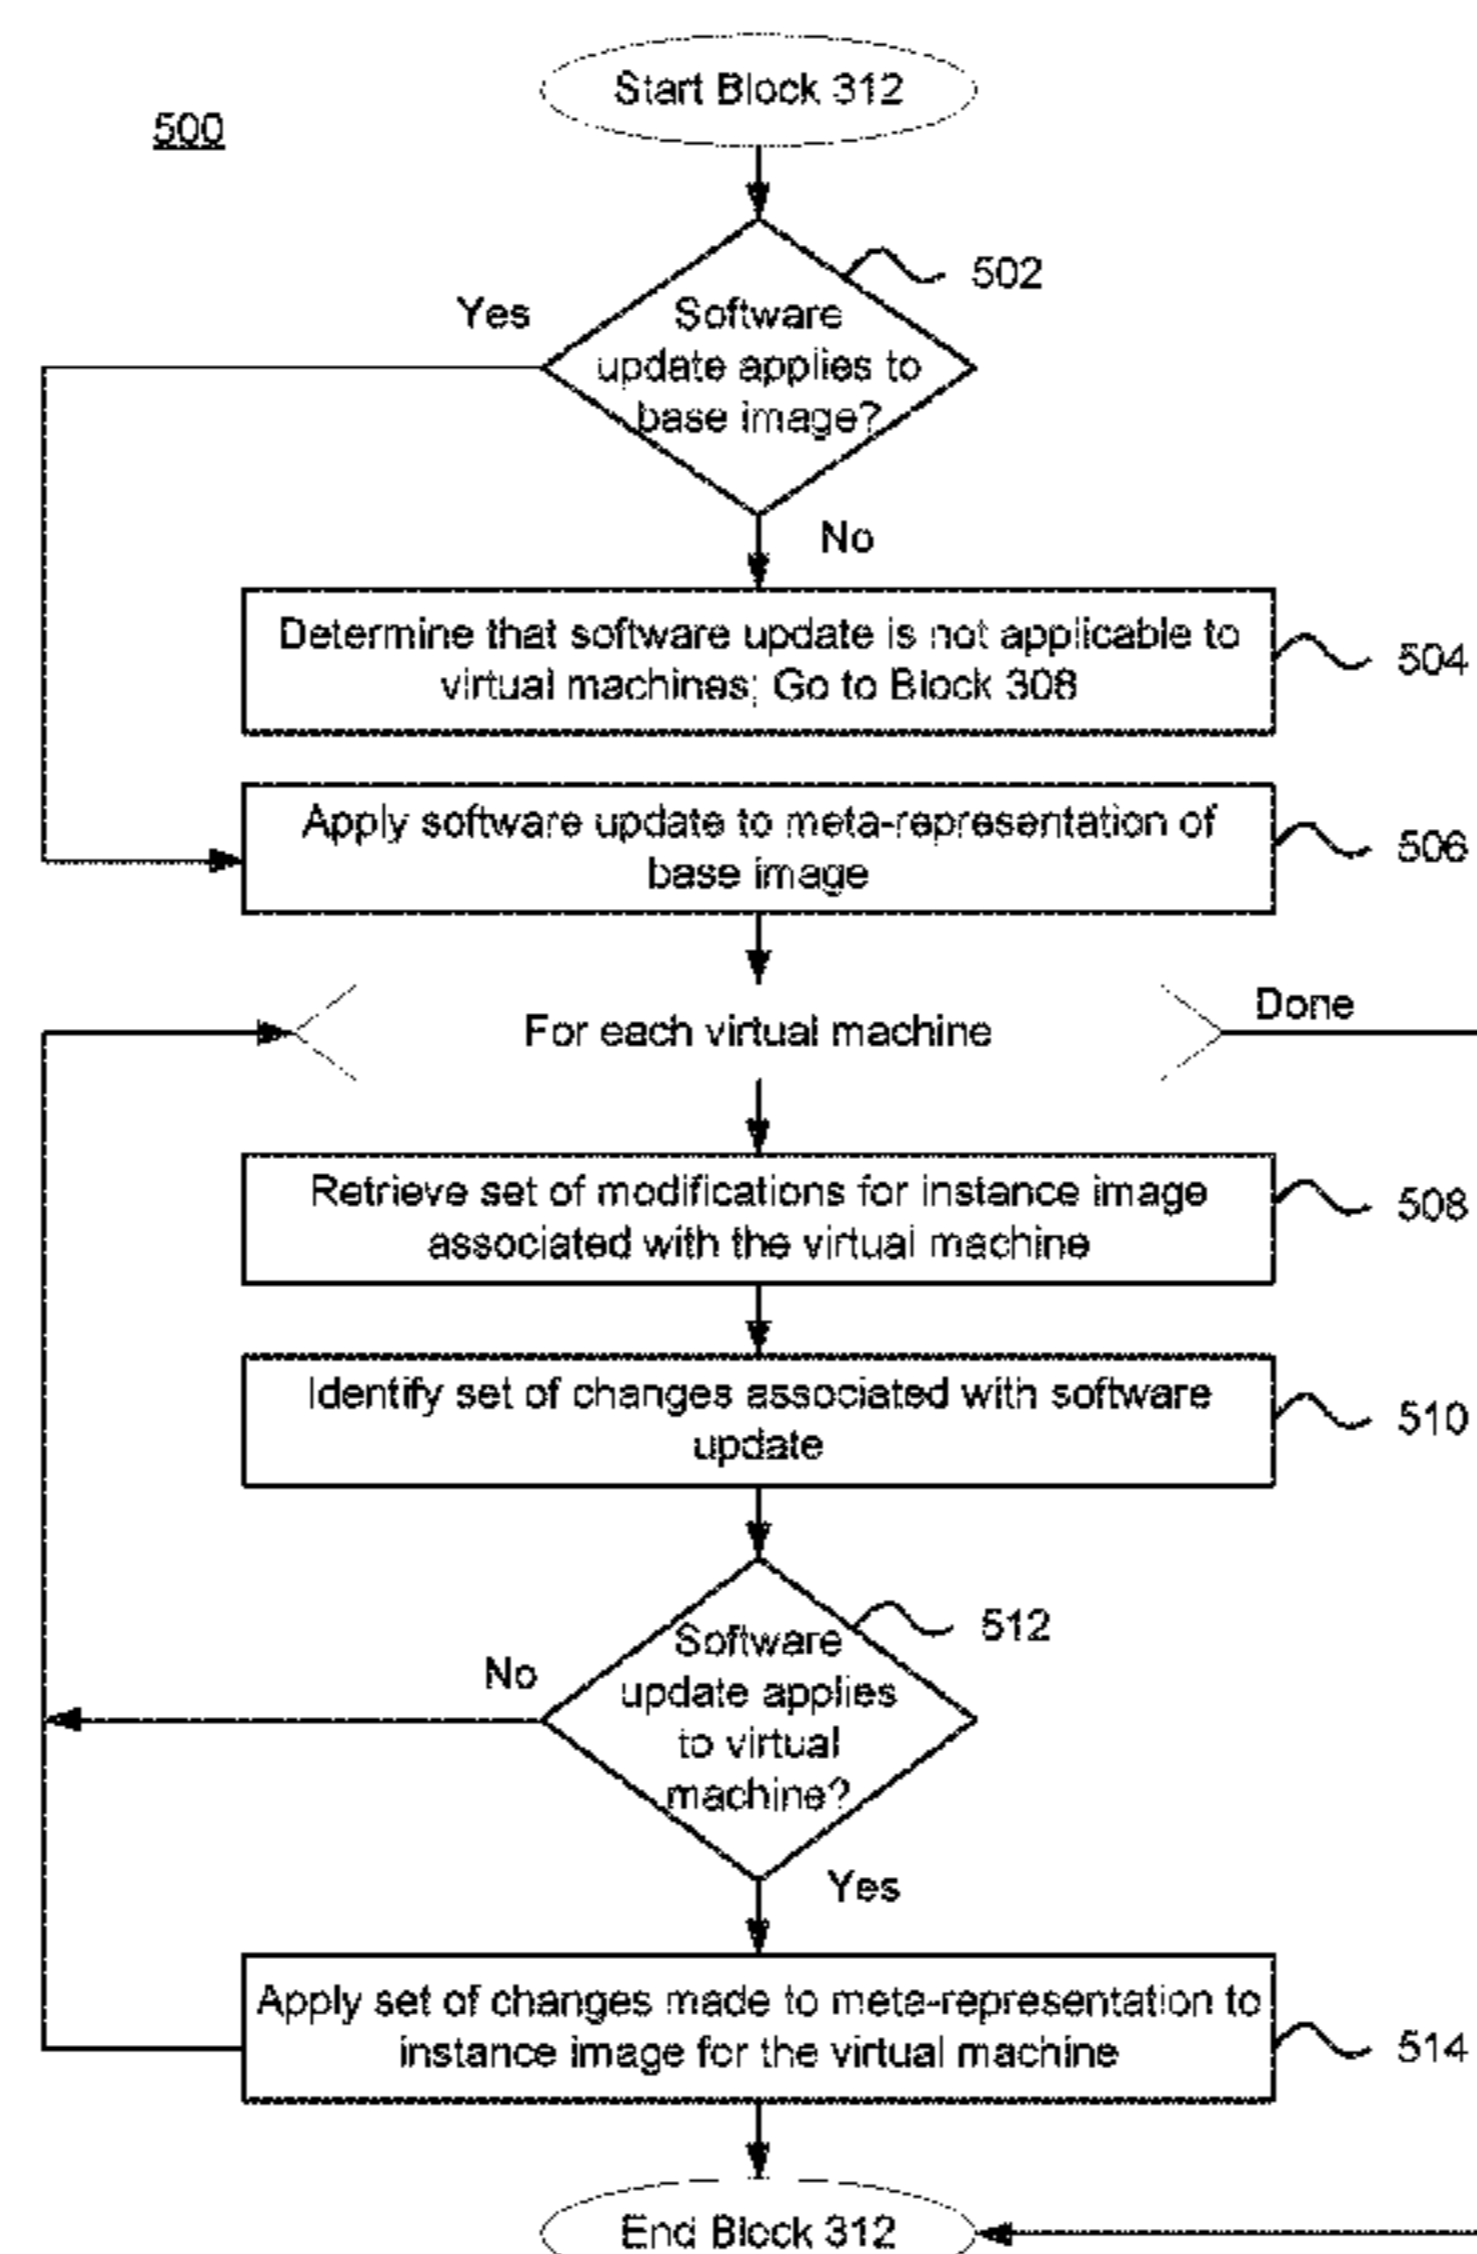 Start Block 312
500
502
Yes
Software
update applies to
base image?
No
Determine that software update is not applicable to
virtual machines; Go to Block 308
504
Apply software update to meta-representation of
base image
506
For each virtual machine
Done
Retrieve set of modifications for instance image
associated with the virtual machine
508
Identify set of changes associated with software
update
510
512
No
Software
update applies
to virtual
machine?
Yes
Apply set of changes made to meta-representation to
instance image for the virtual machine
514
End Block 312